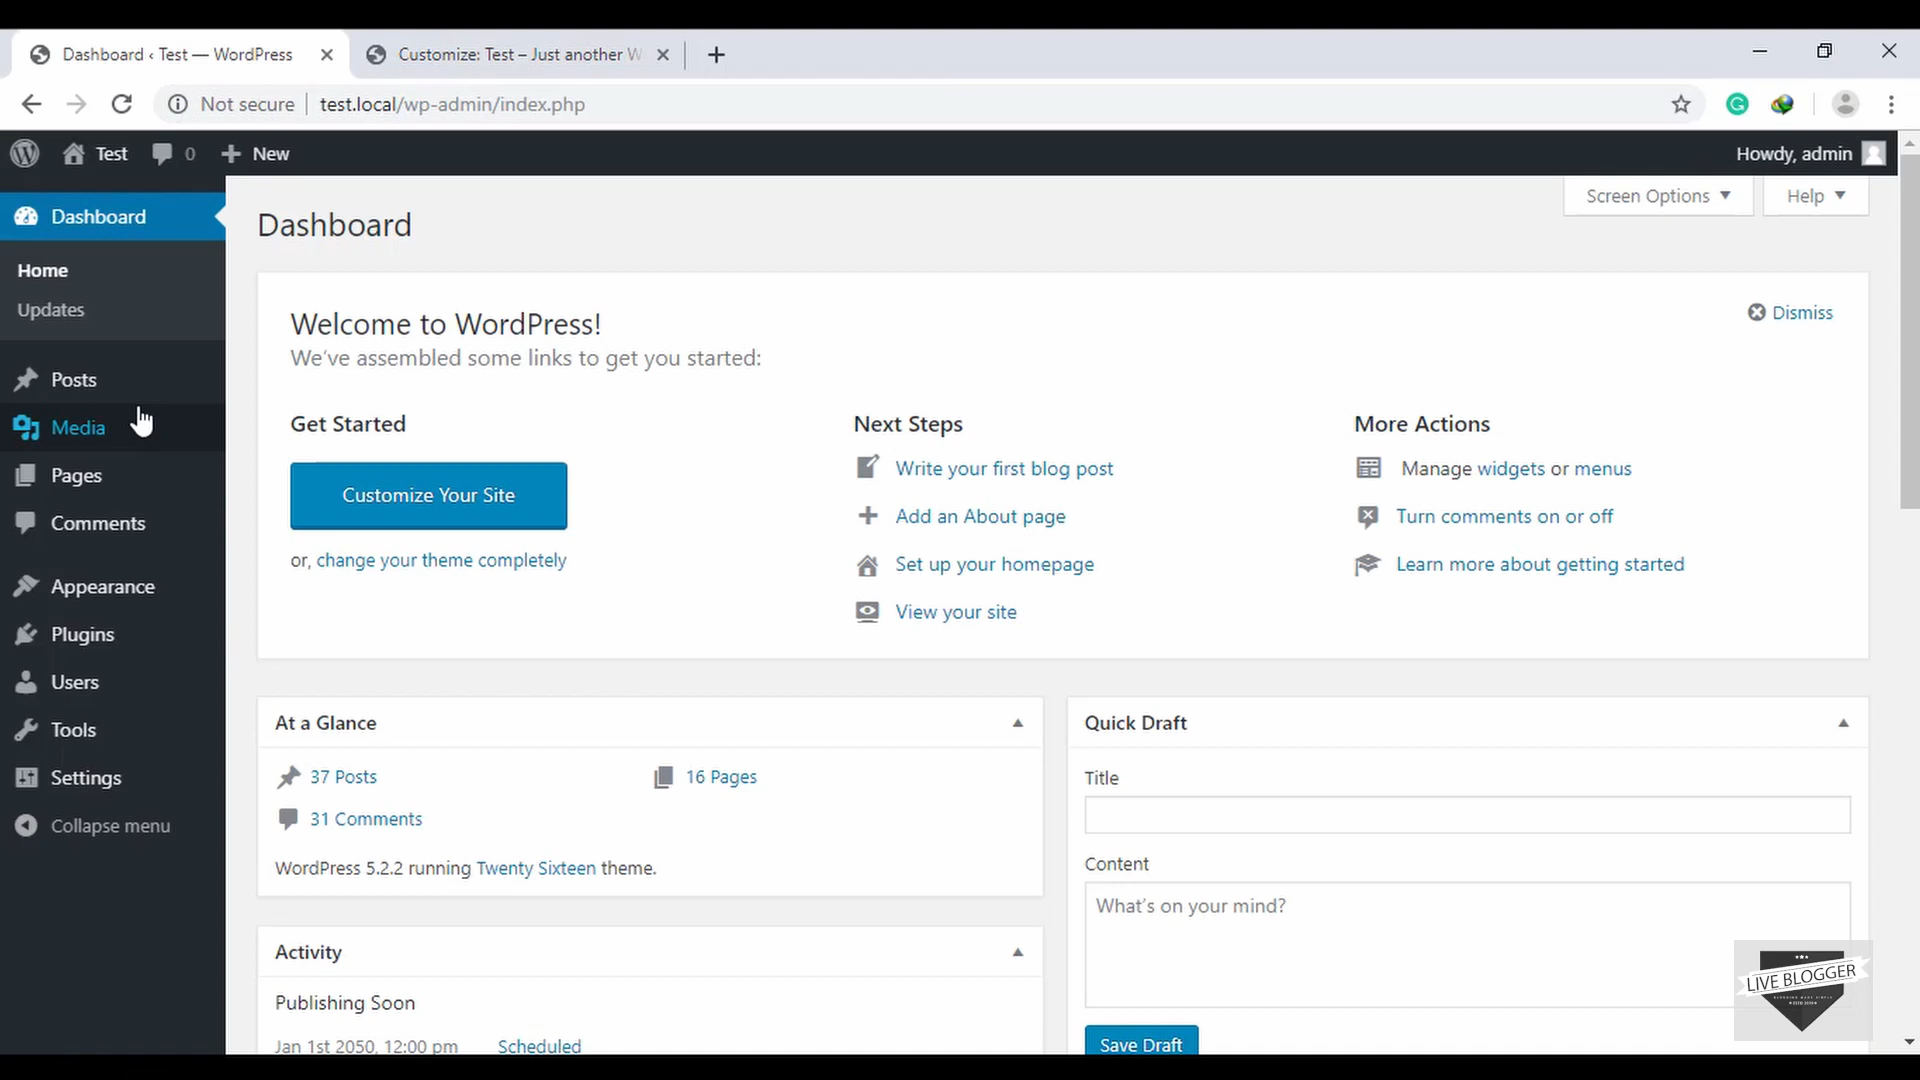 Dashboard ‹ Test — WordPress
Customize: Test – Just another W
Not secure
test.local/wp-admin/index.php
Test
0
New
Howdy, admin
Screen Options
Help
Dashboard
Home
Updates
Posts
Media
Pages
Comments
Appearance
Plugins
Users
Tools
Settings
Collapse menu
Dashboard
Welcome to WordPress!
We've assembled some links to get you started:
Dismiss
Get Started
Customize Your Site
or, change your theme completely
Next Steps
Write your first blog post
Add an About page
Set up your homepage
View your site
More Actions
Manage widgets or menus
Turn comments on or off
Learn more about getting started
At a Glance
37 Posts
16 Pages
31 Comments
WordPress 5.2.2 running Twenty Sixteen theme.
Activity
Publishing Soon
Jan 1st 2050, 12:00 pm
Scheduled
Quick Draft
Title
Content
What's on your mind?
Save Draft
LIVE BLOGGER